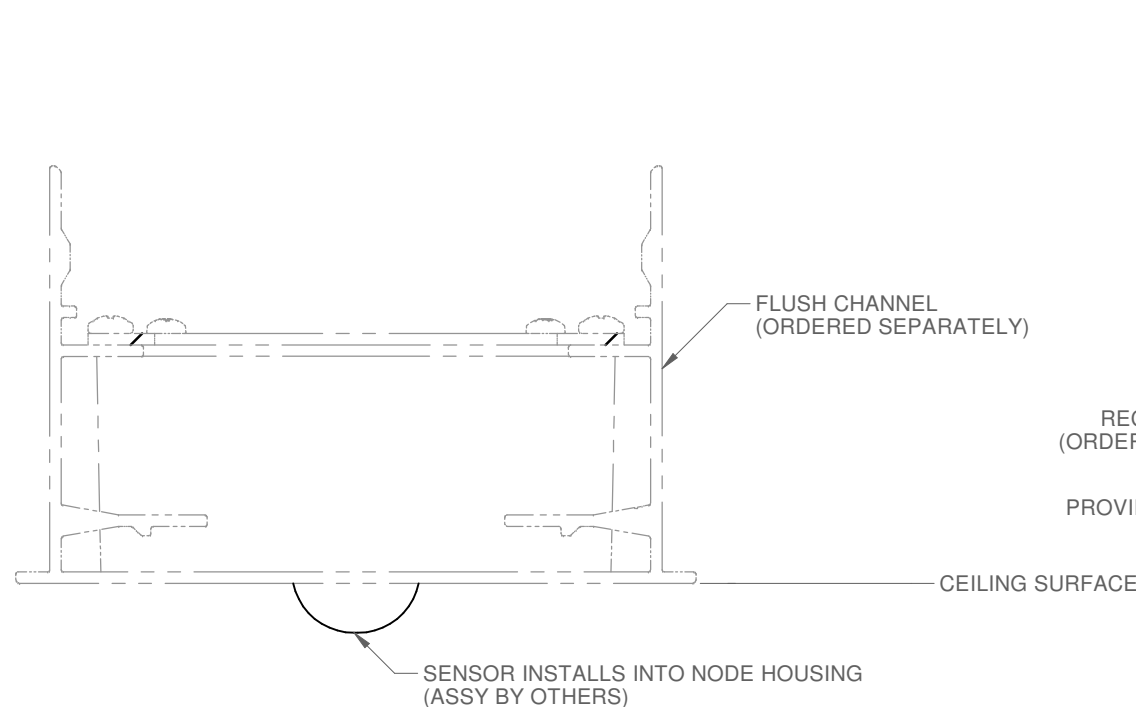 FLUSH CHANNEL
(ORDERED SEPARATELY)
CEILING SURFACE
SENSOR INSTALLS INTO NODE HOUSING
(ASSY BY OTHERS)